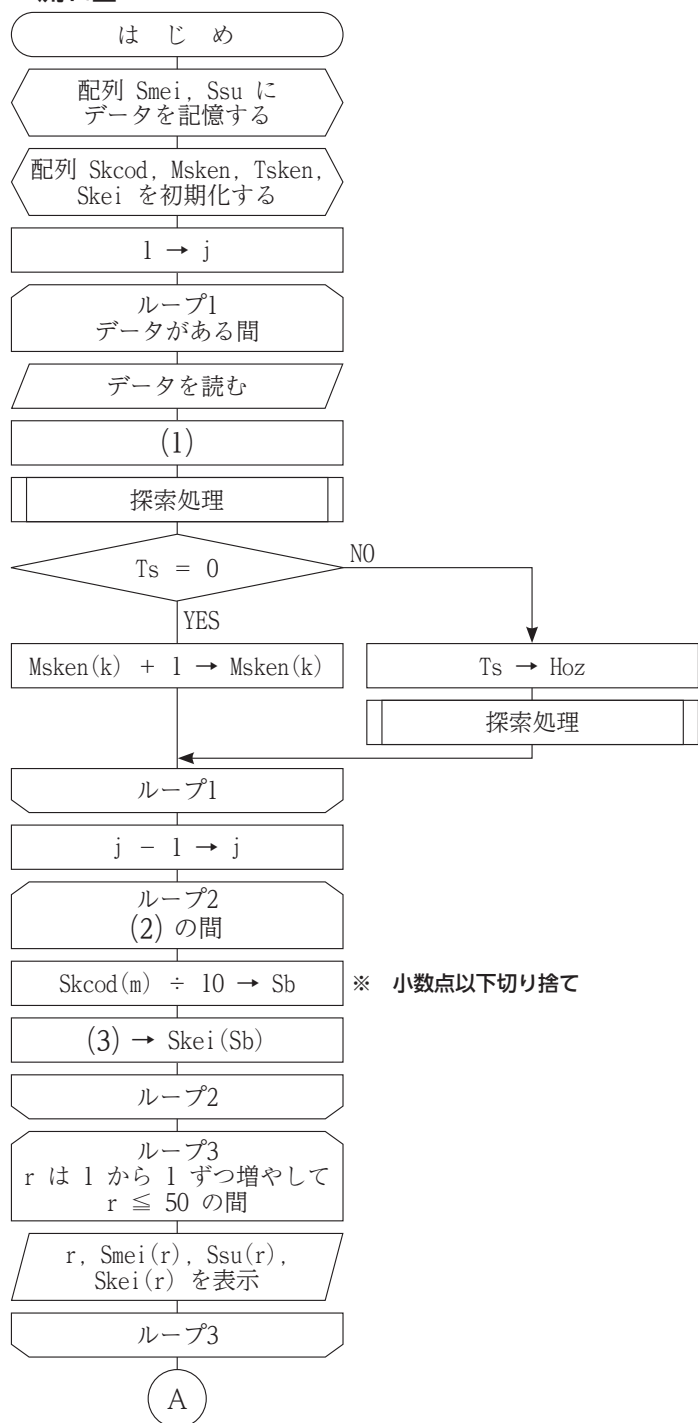 は じ め
配列 Smei, Ssu に
データを記憶する
配列 Skcod, Msken, Tsken,
Skei を初期化する
1 → j
ループ1
データがある間
データを読む
(1)
探索処理
Ts = 0
NO
YES
Msken(k) + 1 → Msken(k)
Ts → Hoz
探索処理
ループ1
j - 1 → j
ループ2
(2) の間
Skcod(m) ÷ 10 → Sb
※ 小数点以下切り捨て
(3) → Skei(Sb)
ループ2
ループ3
r は 1 から 1 ずつ増やして
r ≦ 50 の間
r, Smei(r), Ssu(r),
Skei(r) を表示
ループ3
A